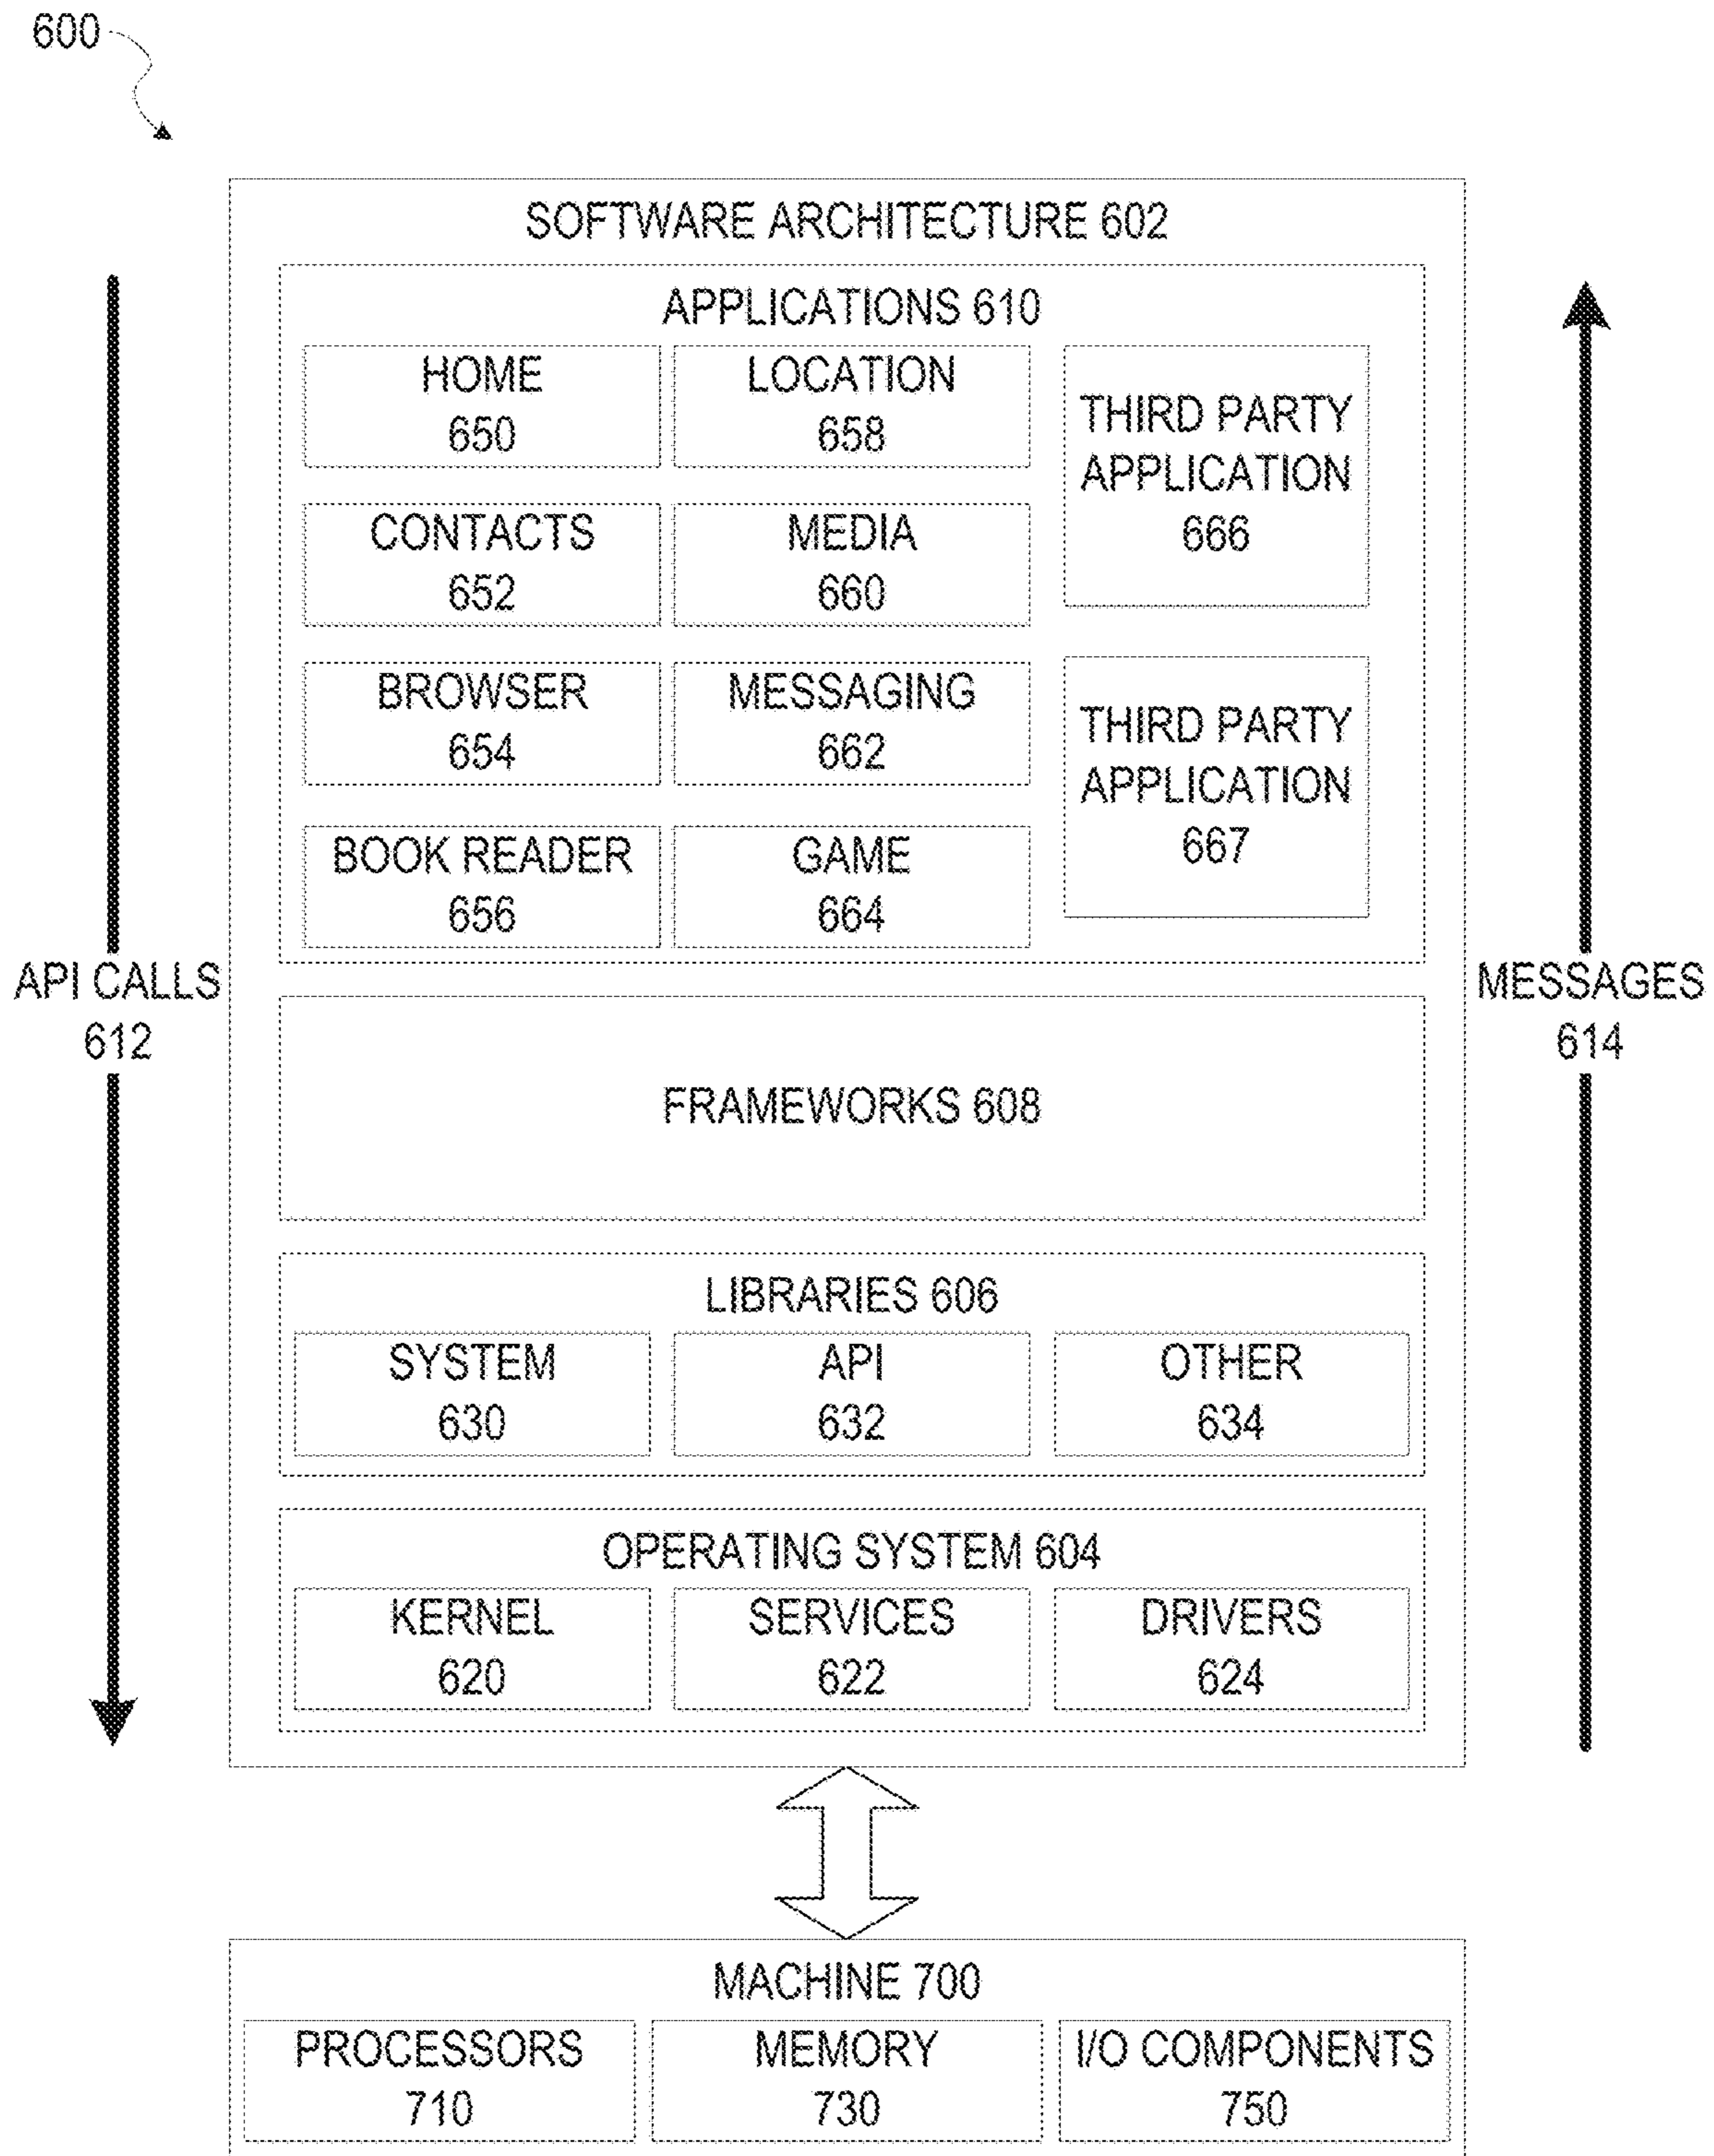 600
SOFTWARE ARCHITECTURE 602
APPLICATIONS 610
HOME
650
LOCATION
658
THIRD PARTY
APPLICATION
666
CONTACTS
652
MEDIA
660
BROWSER
654
MESSAGING
662
THIRD PARTY
APPLICATION
667
BOOK READER
656
GAME
664
API CALLS
612
MESSAGES
614
FRAMEWORKS 608
LIBRARIES 606
SYSTEM
630
API
632
OTHER
634
OPERATING SYSTEM 604
KERNEL
620
SERVICES
622
DRIVERS
624
MACHINE 700
PROCESSORS
710
MEMORY
730
I/O COMPONENTS
750